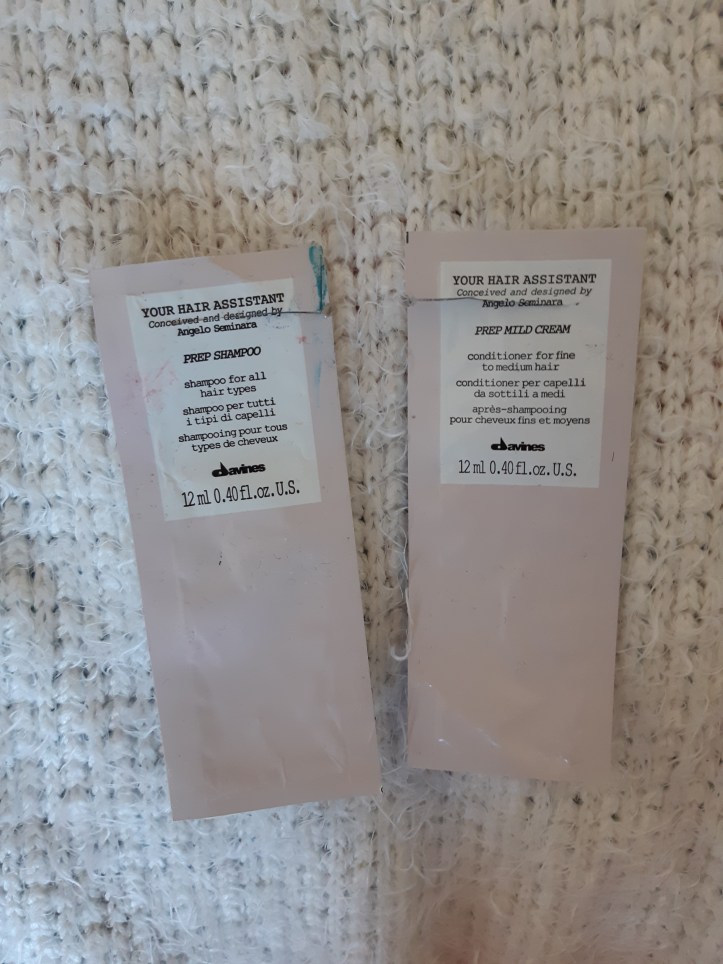 YOUR HAIR ASSISTANT
Conceived and designed by
Angelo Seminara
PREP SHAMPOO
shampoo for all
hair types
shampoo per tutti
i tipi di capelli
shampooing pour tous
types de cheveux
davines
12 ml 0.40 fl.oz. U.S.
YOUR HAIR ASSISTANT
Conceived and designed by
Angelo Seminara
PREP MILD CREAM
conditioner for fine
to medium hair
conditioner per capelli
da sottili a medi
après-shampooing
pour cheveux fins et moyens
davines
12 ml 0.40 fl.oz. U.S.